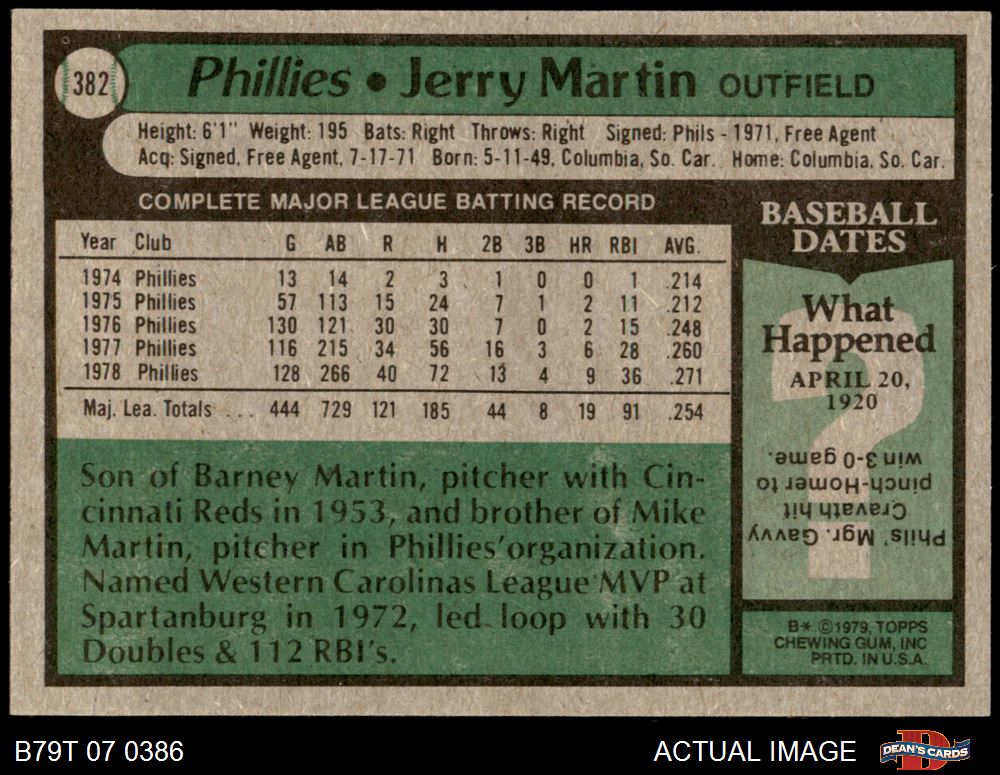 382
Phillies • Jerry Martin OUTFIELD
Height: 6'1" Weight: 195 Bats: Right Throws: Right Signed: Phils - 1971, Free Agent
Acq: Signed, Free Agent, 7-17-71 Born: 5-11-49, Columbia, So. Car. Home: Columbia, So. Car.
COMPLETE MAJOR LEAGUE BATTING RECORD
Year Club G AB R H 2B 3B HR RBI AVG.
1974 Phillies 13 14 2 3 1 0 0 1 .214
1975 Phillies 57 113 15 24 7 1 2 11 .212
1976 Phillies 130 121 30 30 7 0 2 15 .248
1977 Phillies 116 215 34 56 16 3 6 28 .260
1978 Phillies 128 266 40 72 13 4 9 36 .271
Maj. Lea. Totals ... 444 729 121 185 44 8 19 91 .254
Son of Barney Martin, pitcher with Cin-
cinnati Reds in 1953, and brother of Mike
Martin, pitcher in Phillies' organization.
Named Western Carolinas League MVP at
Spartanburg in 1972, led loop with 30
Doubles & 112 RBI's.
BASEBALL
DATES
What
Happened
APRIL 20,
1920
?
Phils' Mgr. Gavvy
Cravath hit
pinch-Homer to
win 3-0 game.
B* ©1979, TOPPS
CHEWING GUM, INC
PRTD. IN U.S.A.
B79T 07 0386
ACTUAL IMAGE
D
DEAN'S CARDS